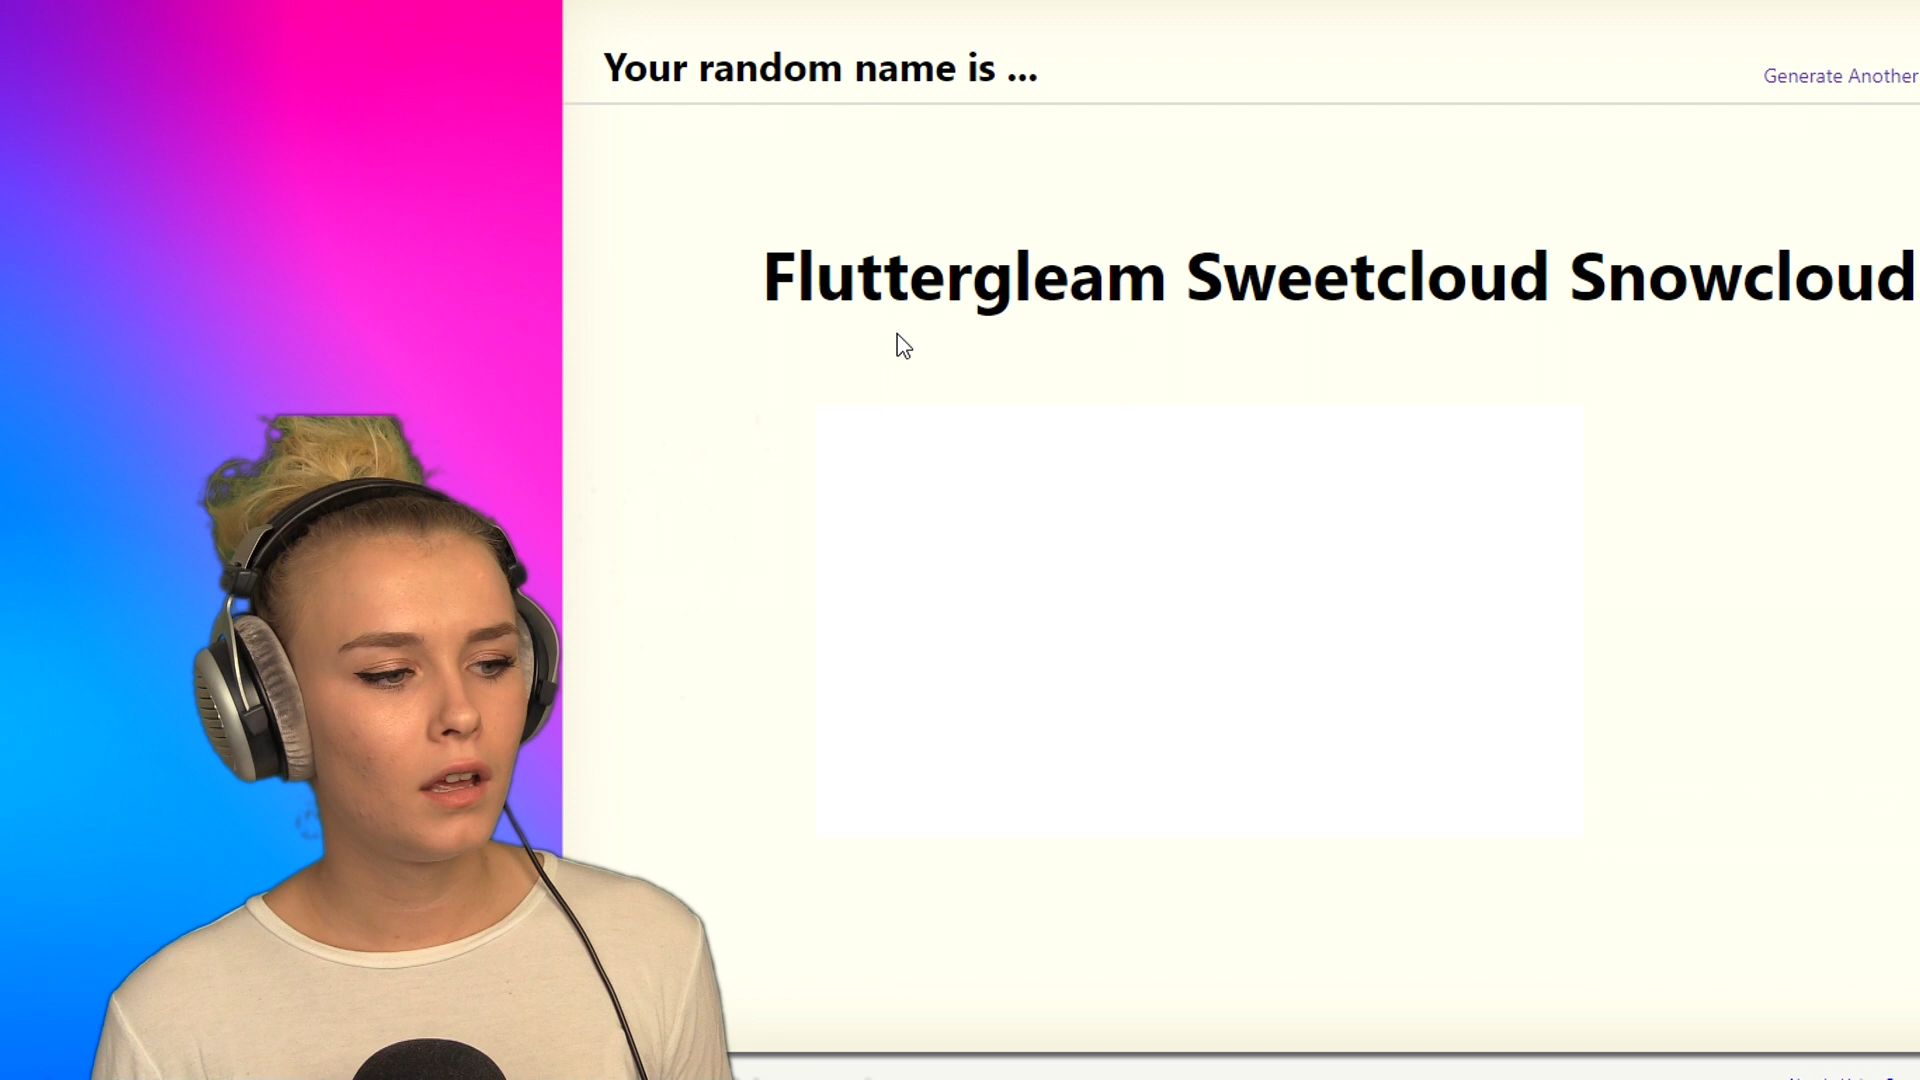 Your random name is ...
Generate Another
Fluttergleam Sweetcloud Snowcloud